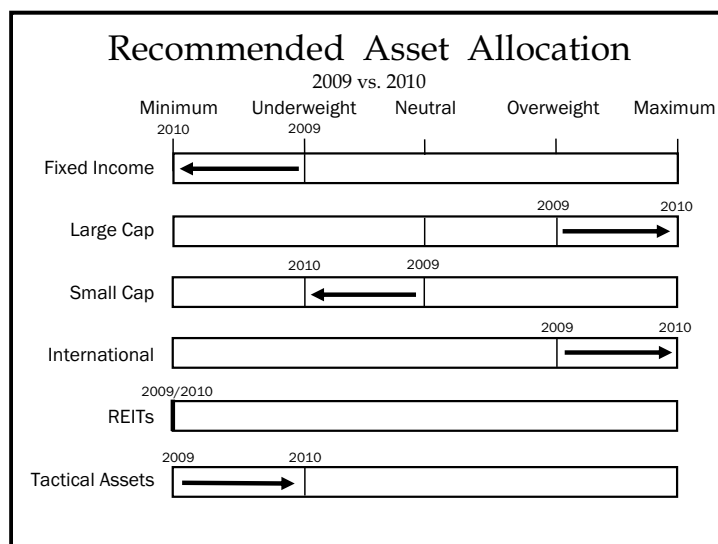 Recommended Asset Allocation
2009 vs. 2010
Minimum Underweight Neutral Overweight Maximum
2010 2009
Fixed Income
2009 2010
Large Cap
2010 2009
Small Cap
2009 2010
International
2009/2010
REITs
2009 2010
Tactical Assets